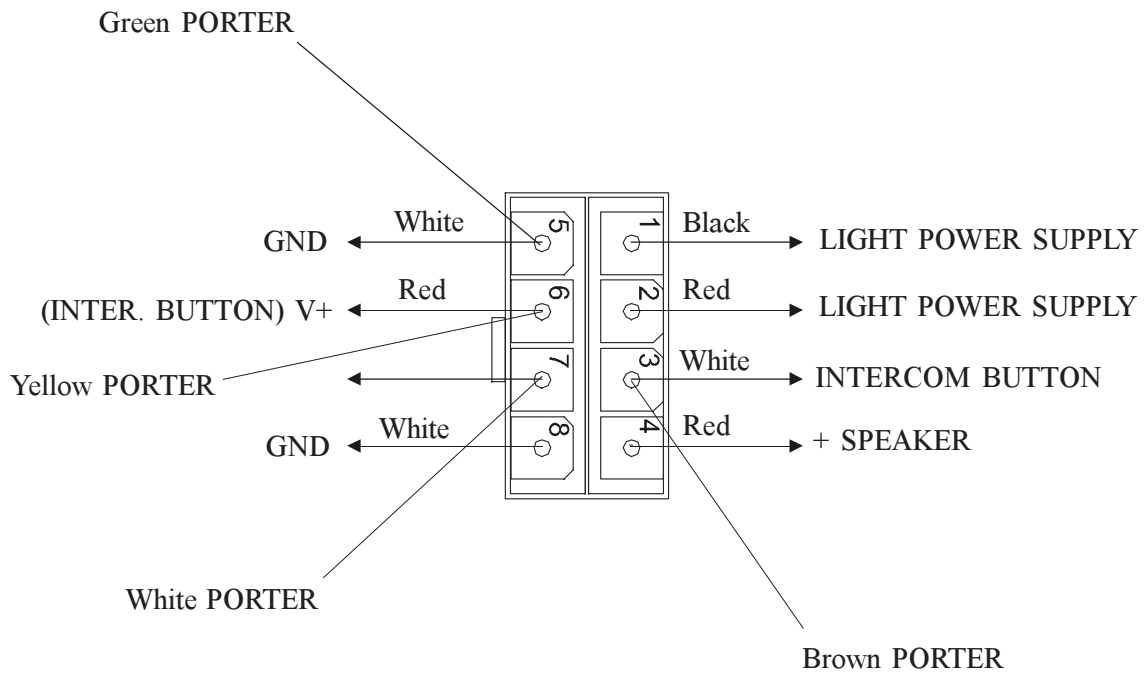 Green PORTER
GND White 5 1 Black LIGHT POWER SUPPLY
(INTER. BUTTON) V+ Red 6 2 Red LIGHT POWER SUPPLY
Yellow PORTER 7 3 White INTERCOM BUTTON
GND White 8 4 Red + SPEAKER
White PORTER
Brown PORTER